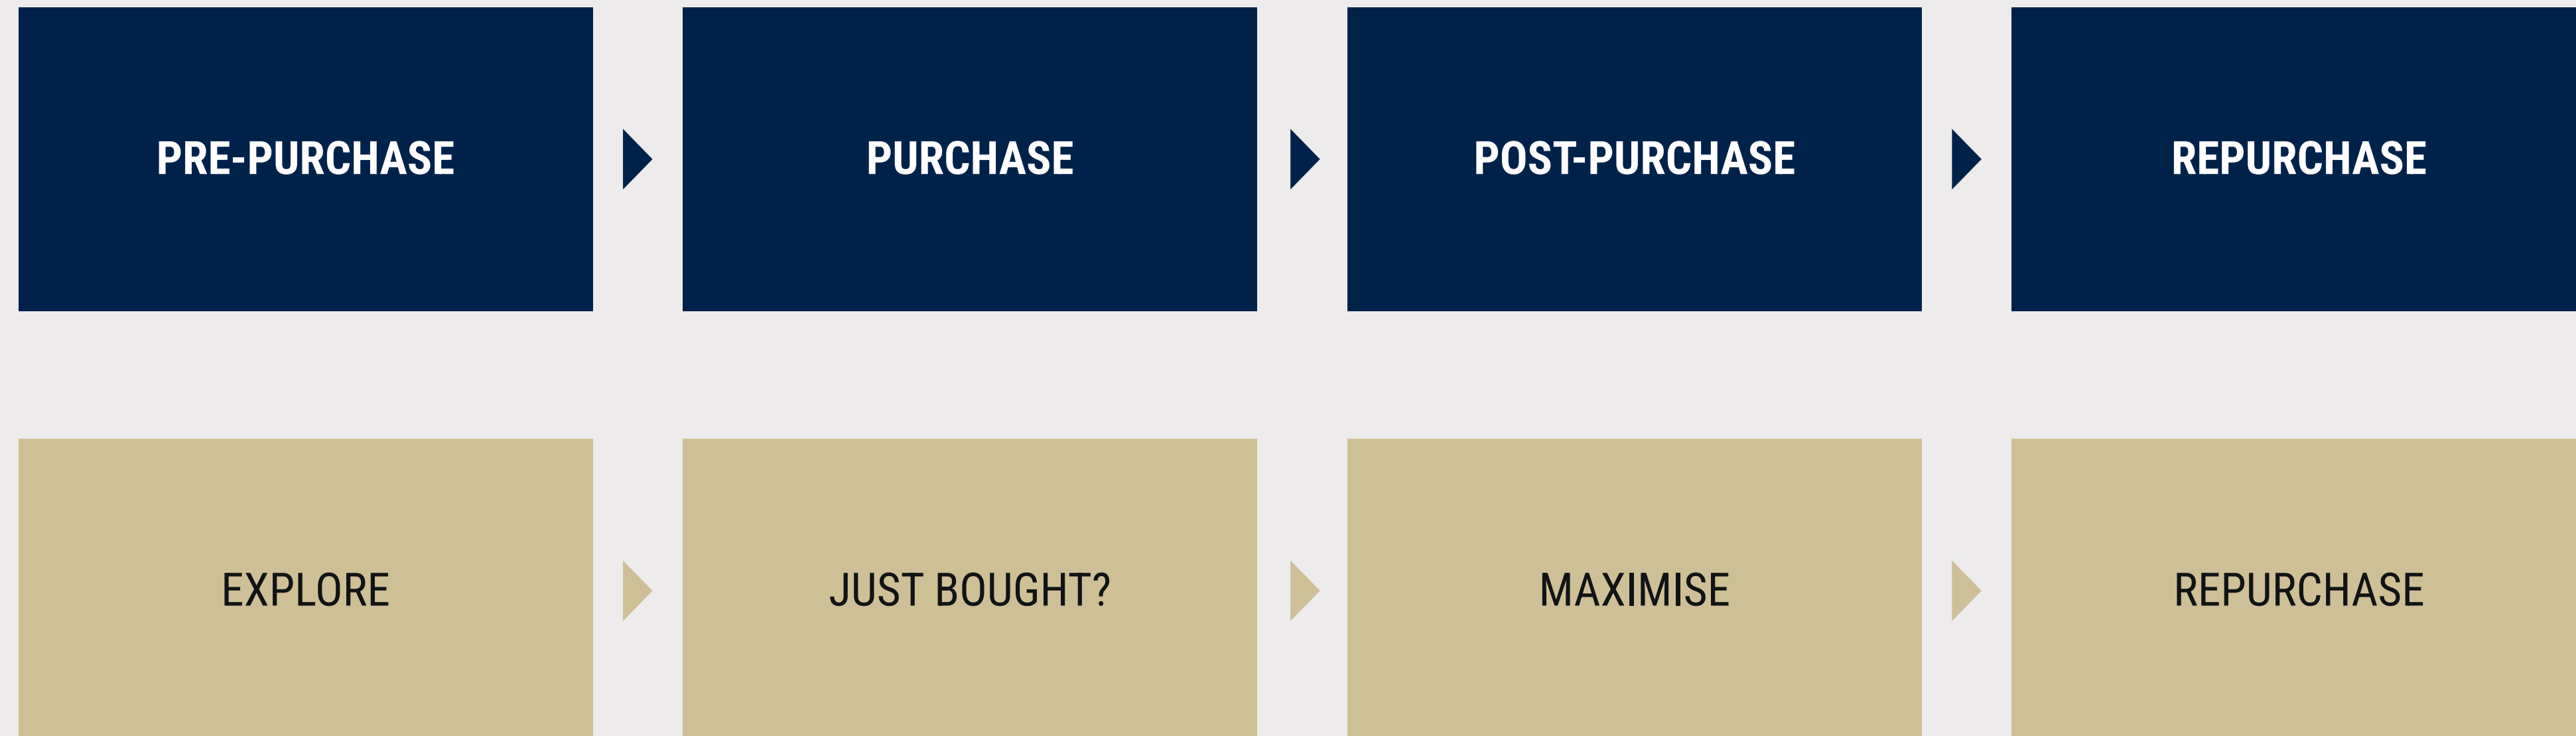 PRE-PURCHASE
PURCHASE
POST-PURCHASE
REPURCHASE
EXPLORE
JUST BOUGHT?
MAXIMISE
REPURCHASE